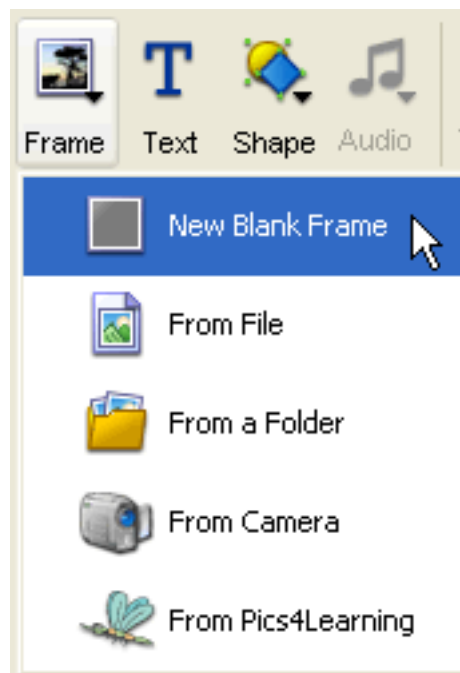 Frame Text Shape Audio
New Blank Frame
From File
From a Folder
From Camera
From Pics4Learning